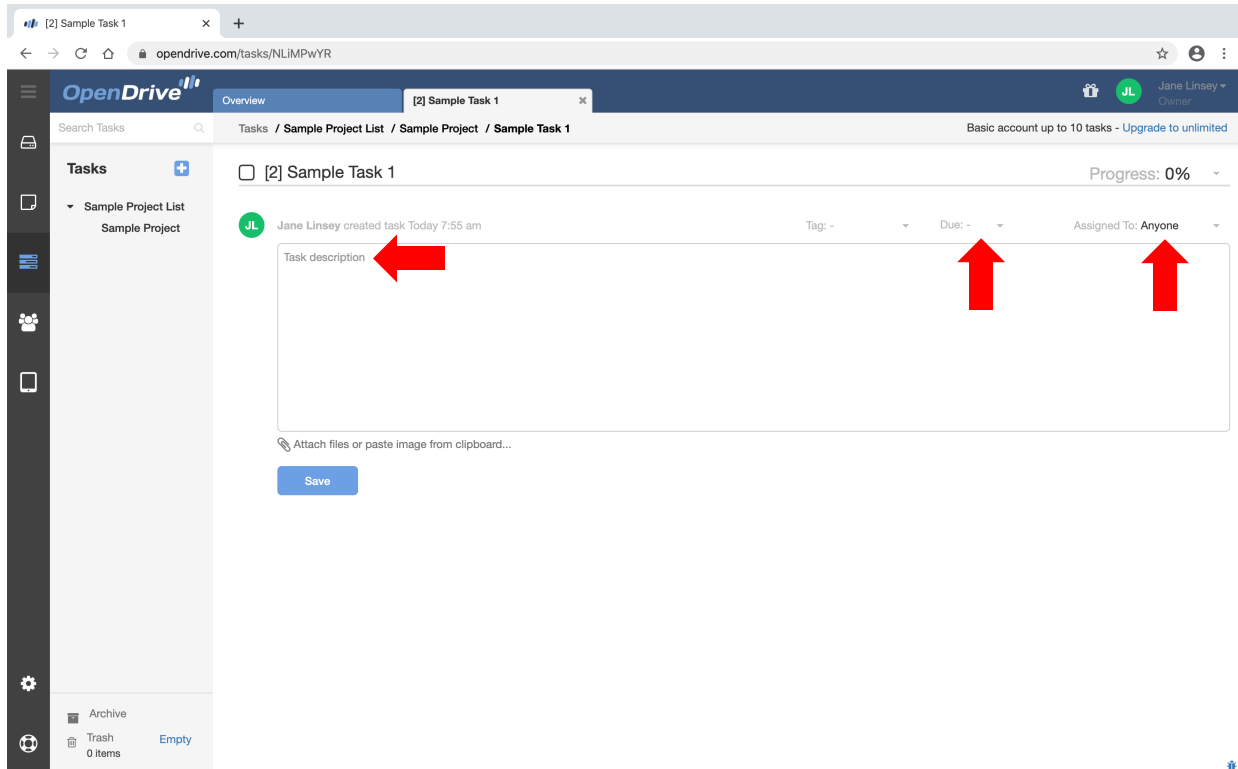 [2] Sample Task 1
opendrive.com/tasks/NLiMPwYR
OpenDrive
Overview
[2] Sample Task 1
JL
Jane Linsey
Owner
Search Tasks
Tasks / Sample Project List / Sample Project / Sample Task 1
Basic account up to 10 tasks - Upgrade to unlimited
Tasks
[2] Sample Task 1
Progress: 0%
Sample Project List
Sample Project
JL
Jane Linsey created task Today 7:55 am
Tag: -
Due: -
Assigned To: Anyone
Task description
Attach files or paste image from clipboard...
Save
Archive
Trash
Empty
0 items